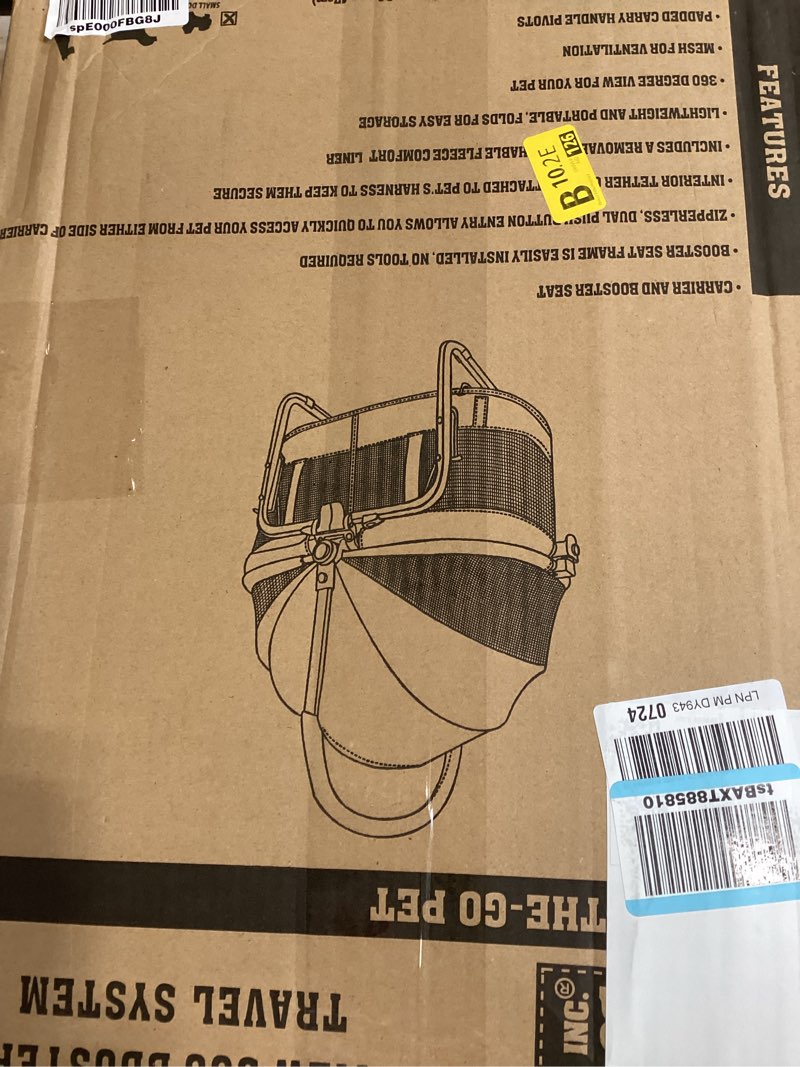 360
TRAVEL SYSTEM
INC.®
THE-GO PET
tsBAXT885810
LPN PM DY943 0724
FEATURES
• CARRIER AND BOOSTER SEAT
• BOOSTER SEAT FRAME IS EASILY INSTALLED, NO TOOLS REQUIRED
• ZIPPERLESS, DUAL PUSH BUTTON ENTRY ALLOWS YOU TO QUICKLY ACCESS YOUR PET FROM EITHER SIDE OF CARRIER
• INTERIOR TETHER TO PET'S HARNESS TO KEEP THEM SECURE
• INCLUDES A FLEECE COMFORT LINER
• LIGHTWEIGHT AND PORTABLE, FOLDS FOR EASY STORAGE
• 360 DEGREE VIEW FOR YOUR PET
• MESH FOR VENTILATION
• PADDED CARRY HANDLE PIVOTS
B 10.2E 126
SMALL
spE000FBG8J